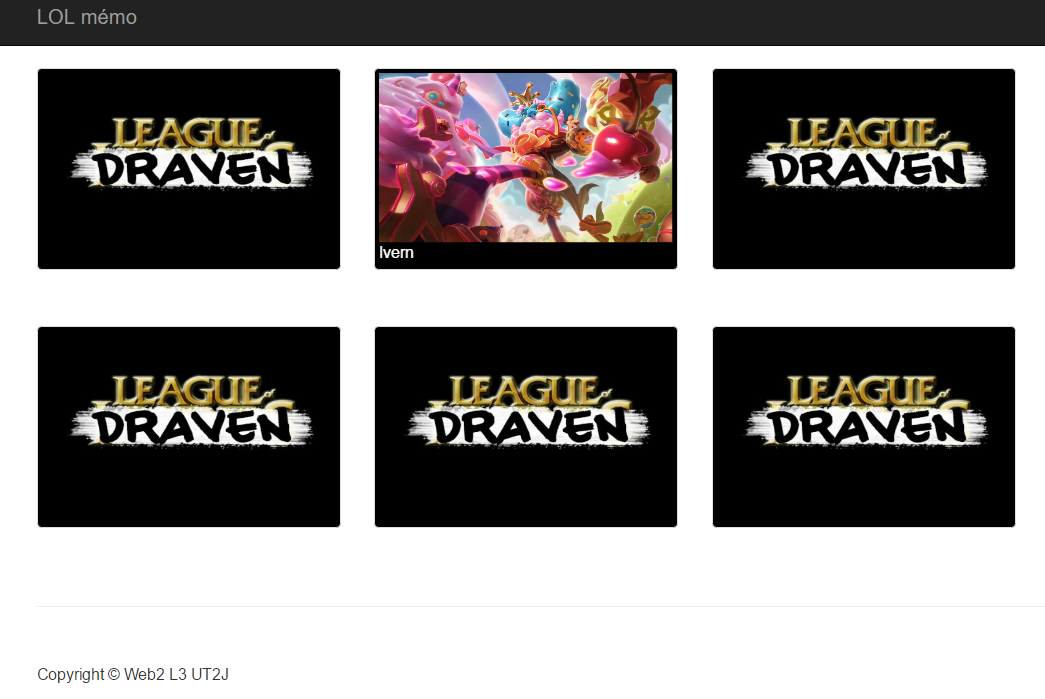 LOL mémo
LEAGUE of
DRAVEN
Ivern
LEAGUE of
DRAVEN
LEAGUE of
DRAVEN
LEAGUE of
DRAVEN
LEAGUE of
DRAVEN
Copyright © Web2 L3 UT2J